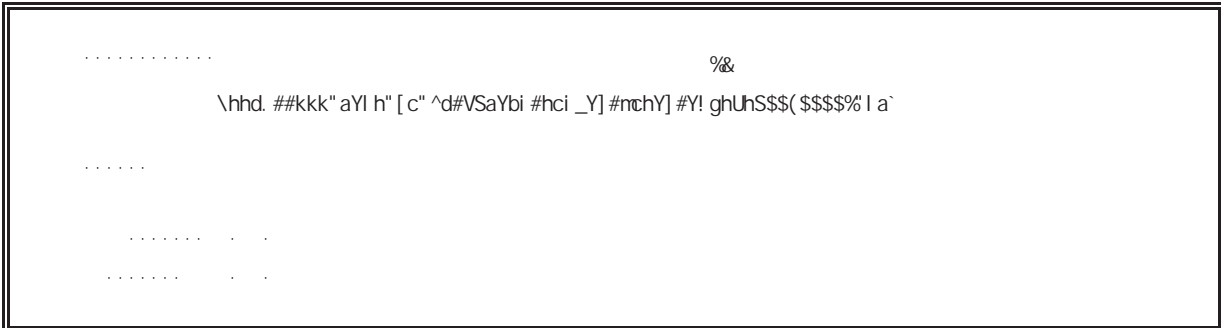 ............
%&
\hhd.##kkk"aYlh"[c"^d#VSaYbi#hci_Y]#mchY]#Y!ghUhS$$($$$$%"la`
......
....... . .
....... . .